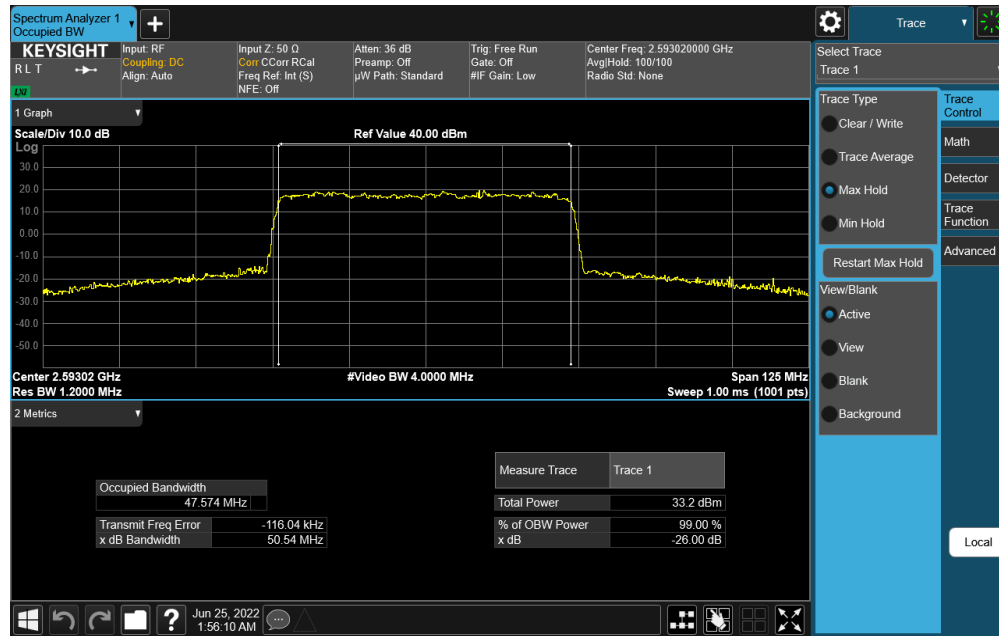 Spectrum Analyzer 1
Occupied BW
Trace
KEYSIGHT
R L T
LXI
Input: RF
Coupling: DC
Align: Auto
Input Z: 50 Ω
Corr CCorr RCal
Freq Ref: Int (S)
NFE: Off
Atten: 36 dB
Preamp: Off
µW Path: Standard
Trig: Free Run
Gate: Off
#IF Gain: Low
Center Freq: 2.593020000 GHz
Avg|Hold: 100/100
Radio Std: None
Select Trace
Trace 1
1 Graph
Scale/Div 10.0 dB
Ref Value 40.00 dBm
Log
30.0
20.0
10.0
0.00
-10.0
-20.0
-30.0
-40.0
-50.0
Center 2.59302 GHz
#Video BW 4.0000 MHz
Span 125 MHz
Res BW 1.2000 MHz
Sweep 1.00 ms (1001 pts)
2 Metrics
Occupied Bandwidth
47.574 MHz
Transmit Freq Error -116.04 kHz
x dB Bandwidth 50.54 MHz
Measure Trace Trace 1
Total Power 33.2 dBm
% of OBW Power 99.00 %
x dB -26.00 dB
Trace Type
Clear / Write
Trace Average
Max Hold
Min Hold
Restart Max Hold
View/Blank
Active
View
Blank
Background
Trace
Control
Math
Detector
Trace
Function
Advanced
Local
?
Jun 25, 2022
1:56:10 AM